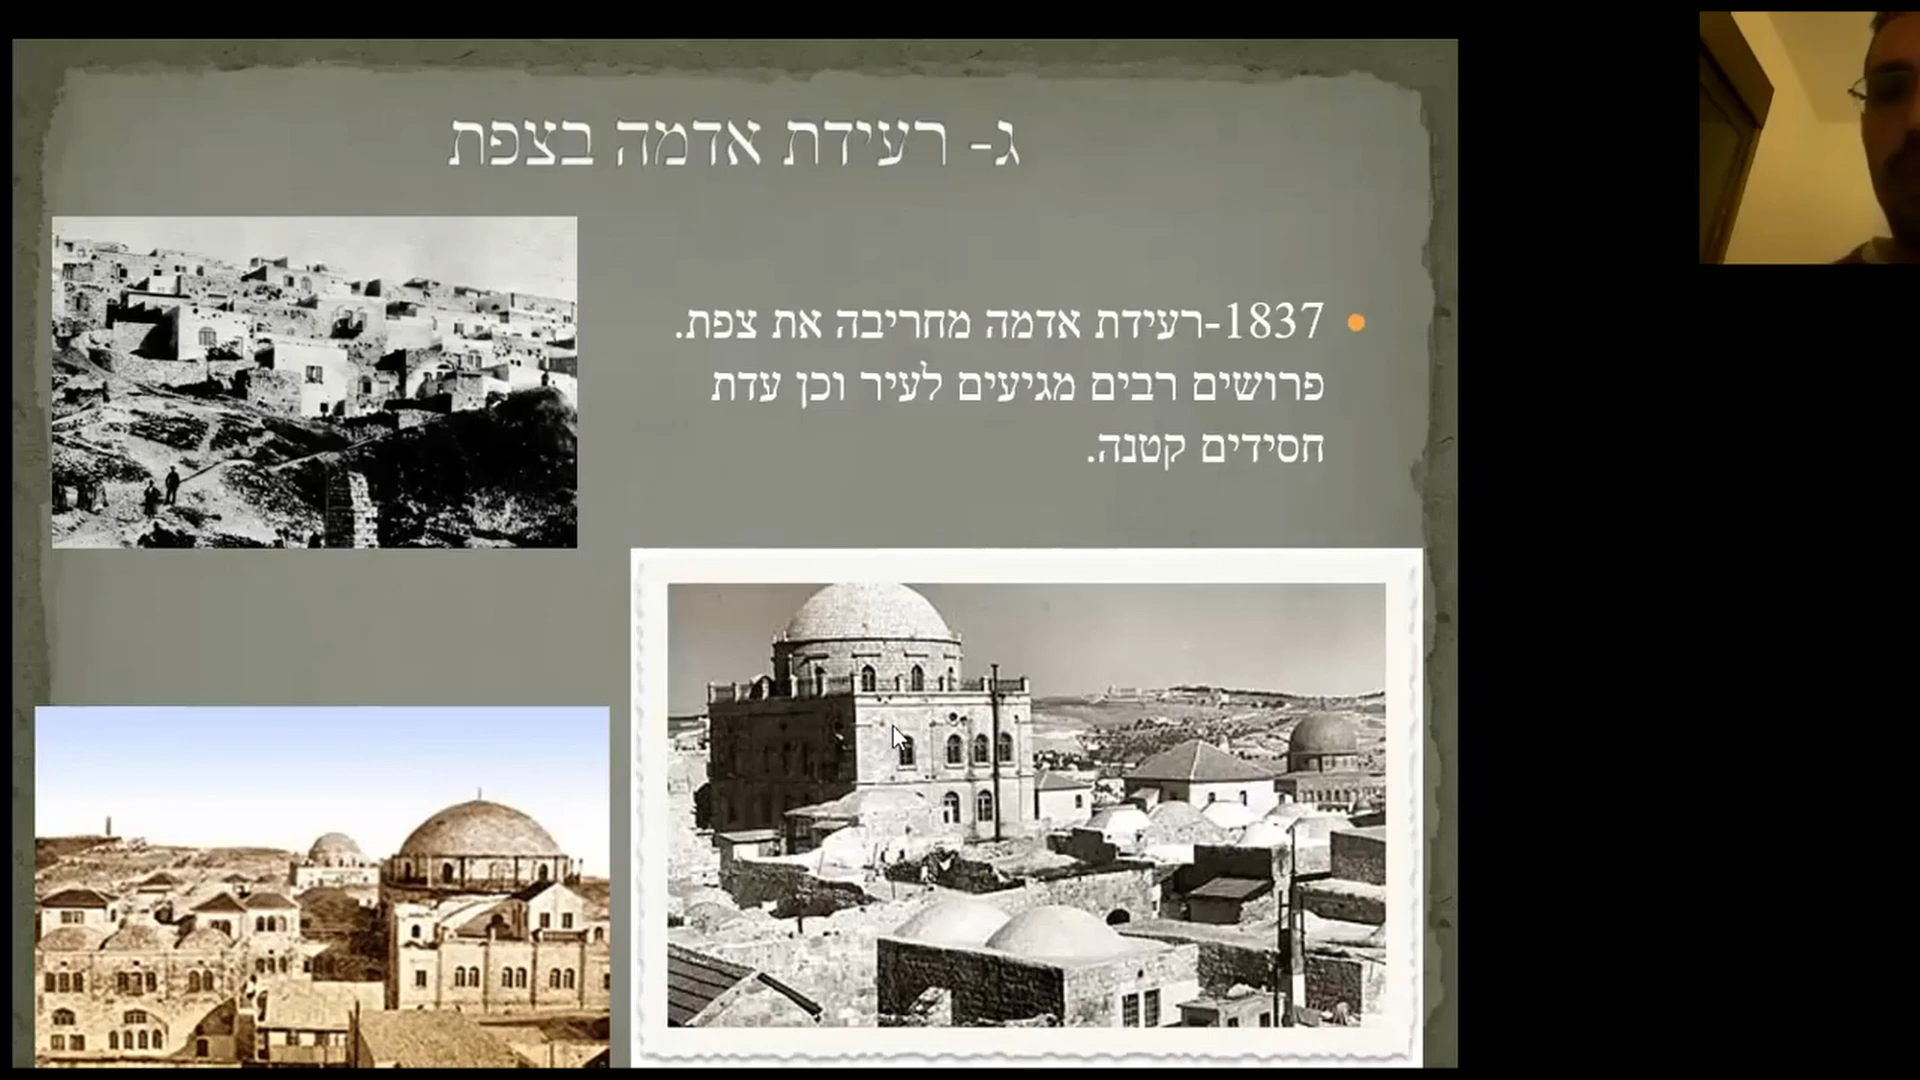 ג- רעידת אדמה בצפת
1837-רעידת אדמה מחריבה את צפת.
פרושים רבים מגיעים לעיר וכן עדת
חסידים קטנה.